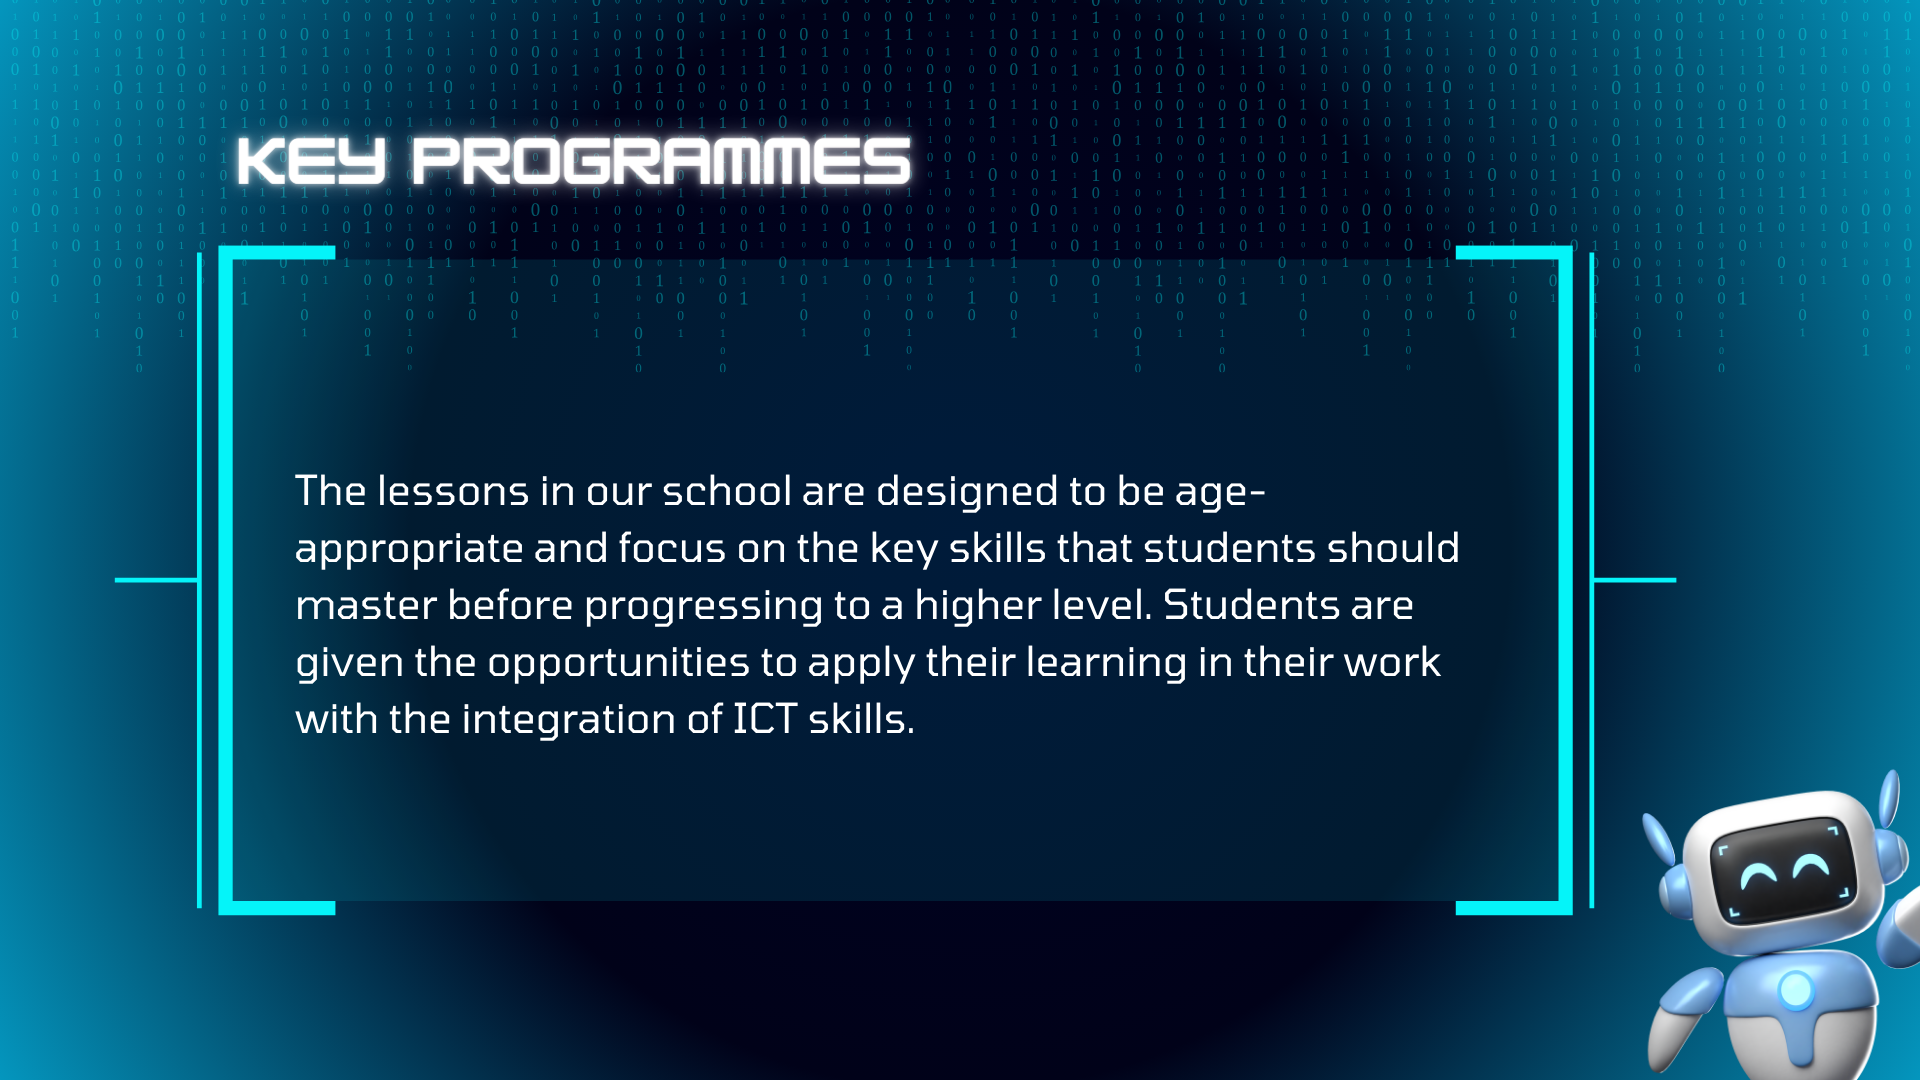 KEY PROGRAMMES
The lessons in our school are designed to be age-
appropriate and focus on the key skills that students should
master before progressing to a higher level. Students are
given the opportunities to apply their learning in their work
with the integration of ICT skills.